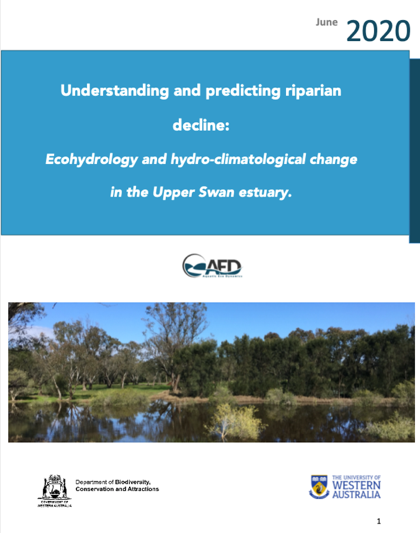 June 2020
Understanding and predicting riparian
decline:
Ecohydrology and hydro-climatological change
in the Upper Swan estuary.
AED
Department of Biodiversity,
Conservation and Attractions
GOVERNMENT OF
WESTERN AUSTRALIA
THE UNIVERSITY OF
WESTERN
AUSTRALIA
1